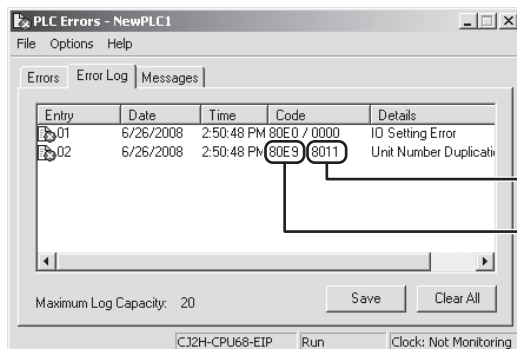 PLC Errors - NewPLC1
File Options Help
Errors Error Log Messages
Entry Date Time Code Details
01 6/26/2008 2:50:48 PM 80E0 / 0000 IO Setting Error
02 6/26/2008 2:50:48 PM 80E9 8011 Unit Number Duplicati
Maximum Log Capacity: 20 Save Clear All
CJ2H-CPU68-EIP Run Clock: Not Monitoring